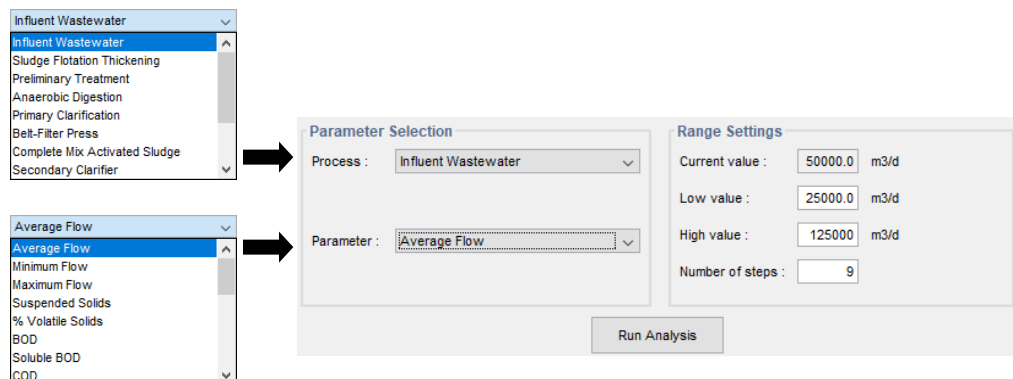 Influent Wastewater
Influent Wastewater
Sludge Flotation Thickening
Preliminary Treatment
Anaerobic Digestion
Primary Clarification
Belt-Filter Press
Complete Mix Activated Sludge
Secondary Clarifier
Average Flow
Average Flow
Minimum Flow
Maximum Flow
Suspended Solids
% Volatile Solids
BOD
Soluble BOD
COD
Parameter Selection
Process : Influent Wastewater
Parameter : Average Flow
Range Settings
Current value : 50000.0 m3/d
Low value : 25000.0 m3/d
High value : 125000 m3/d
Number of steps : 9
Run Analysis